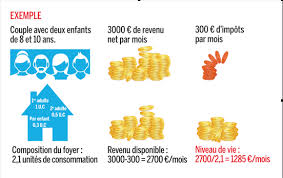 EXEMPLE
Couple avec deux enfants
de 8 et 10 ans.
3000 € de revenu
net par mois
300 € d'impôts
par mois
1er adulte
1 U.C
2e adulte
0,5 U.C
Par enfant
0,3 U.C
Composition du foyer :
2,1 unités de consommation
Revenu disponible :
3000-300 = 2700 €/mois
Niveau de vie :
2700/2,1 = 1285 €/mois